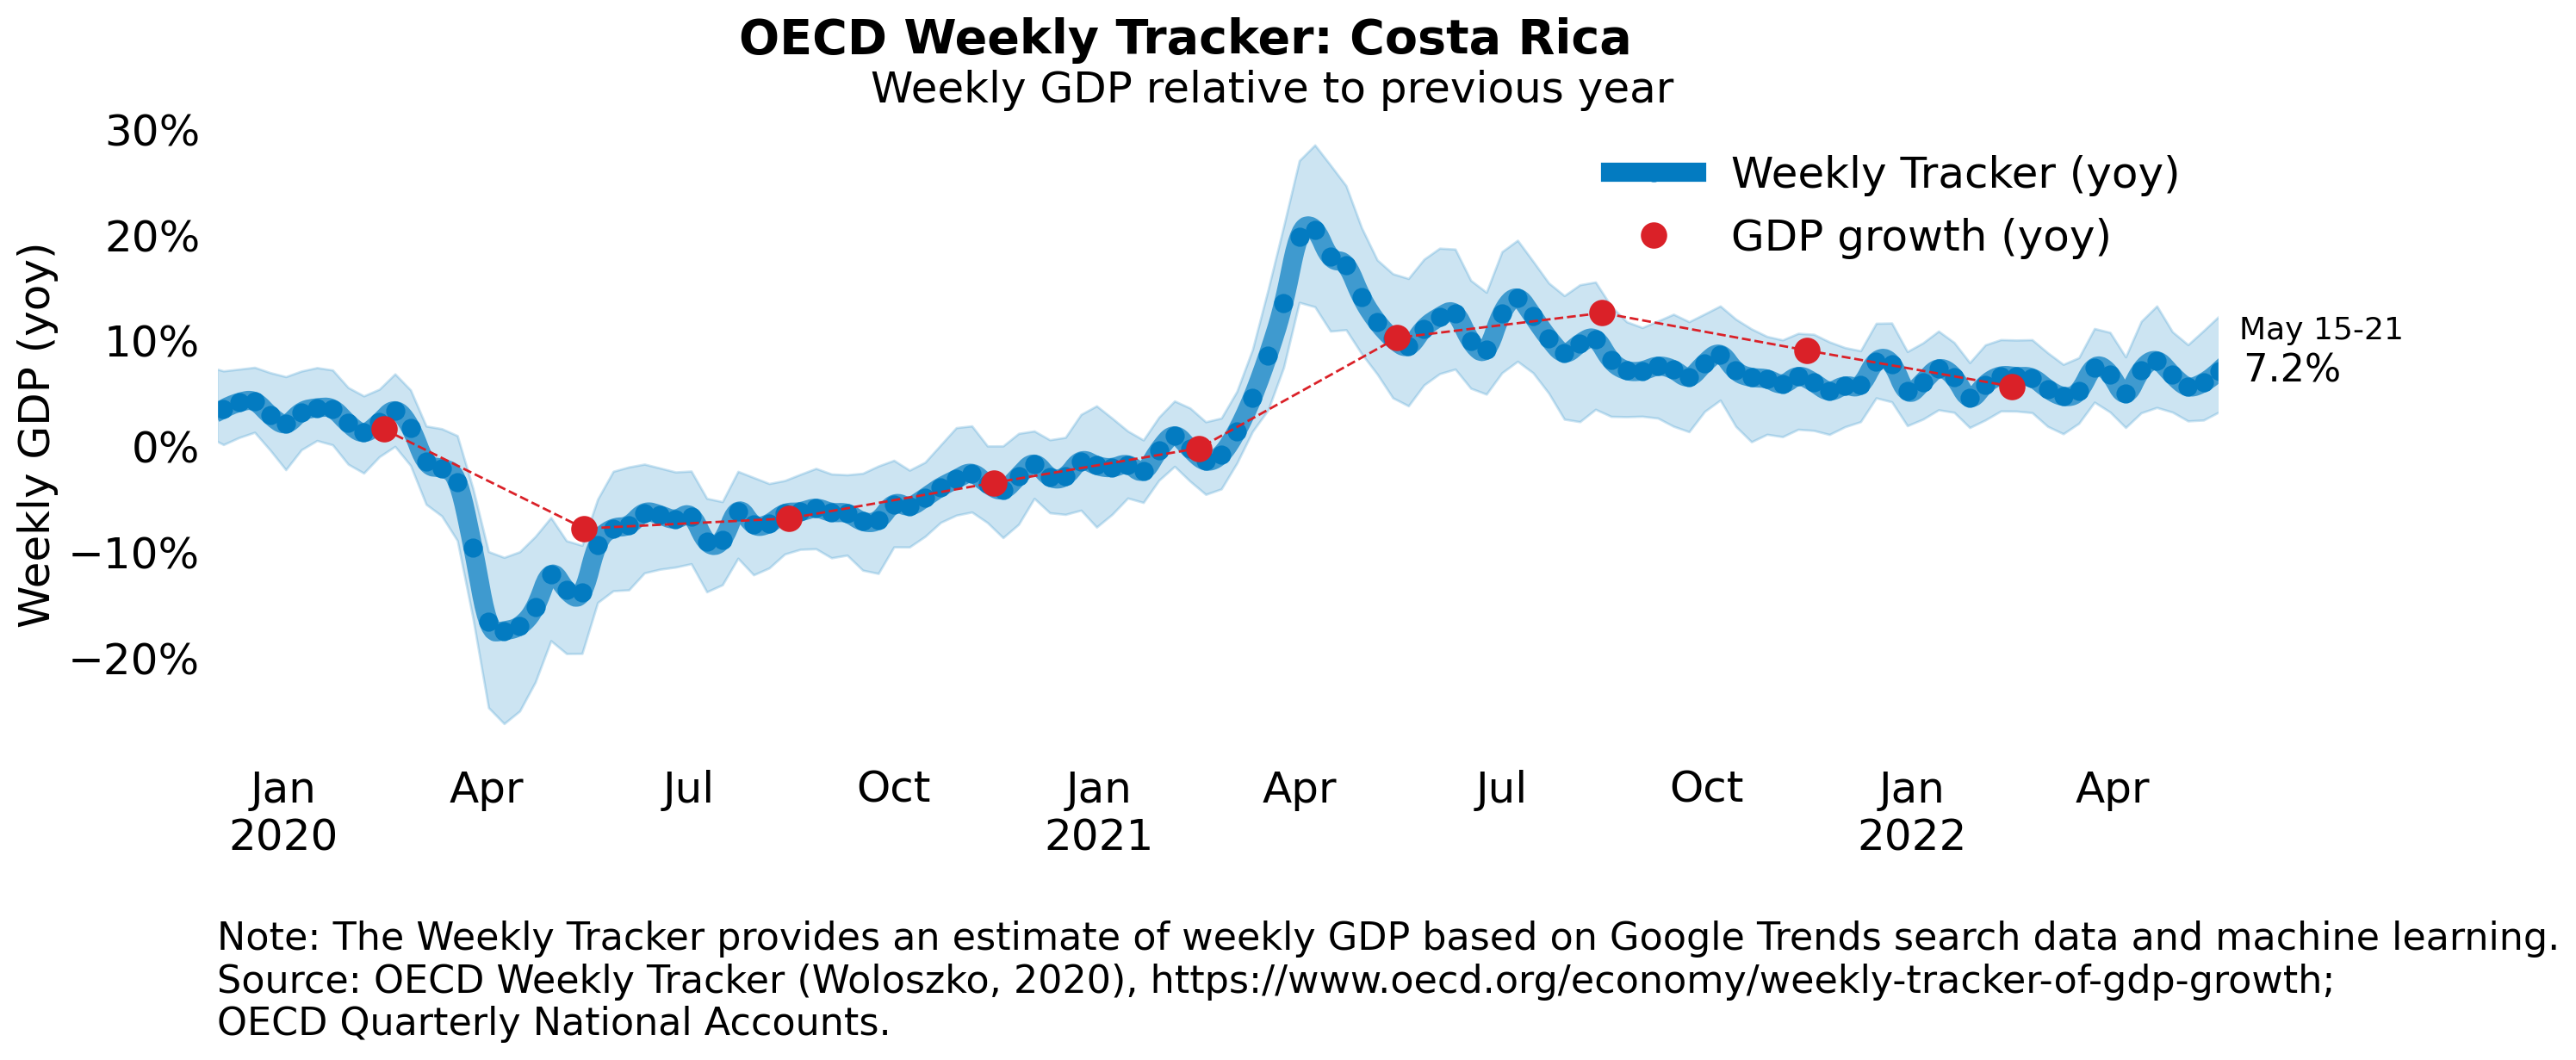 OECD Weekly Tracker: Costa Rica
Weekly GDP relative to previous year
30%
20%
10%
0%
−10%
−20%
Weekly GDP (yoy)
Weekly Tracker (yoy)
GDP growth (yoy)
May 15-21
7.2%
Jan Apr Jul Oct Jan Apr Jul Oct Jan Apr
2020 2021 2022
Note: The Weekly Tracker provides an estimate of weekly GDP based on Google Trends search data and machine learning.
Source: OECD Weekly Tracker (Woloszko, 2020), https://www.oecd.org/economy/weekly-tracker-of-gdp-growth;
OECD Quarterly National Accounts.